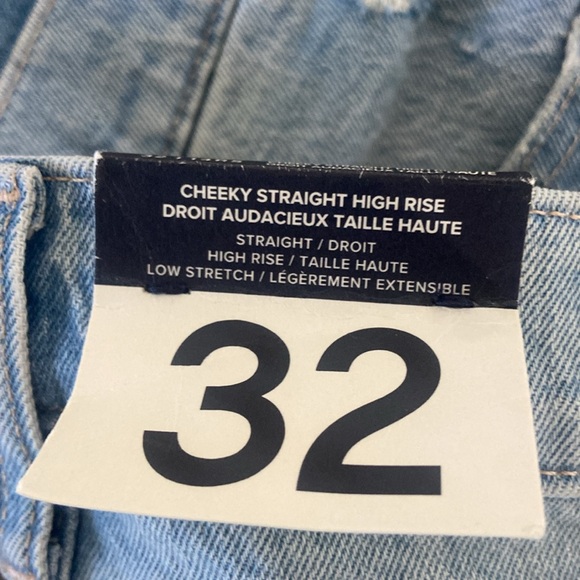 CHEEKY STRAIGHT HIGH RISE
DROIT AUDACIEUX TAILLE HAUTE
STRAIGHT / DROIT
HIGH RISE / TAILLE HAUTE
LOW STRETCH / LÉGÈREMENT EXTENSIBLE
32